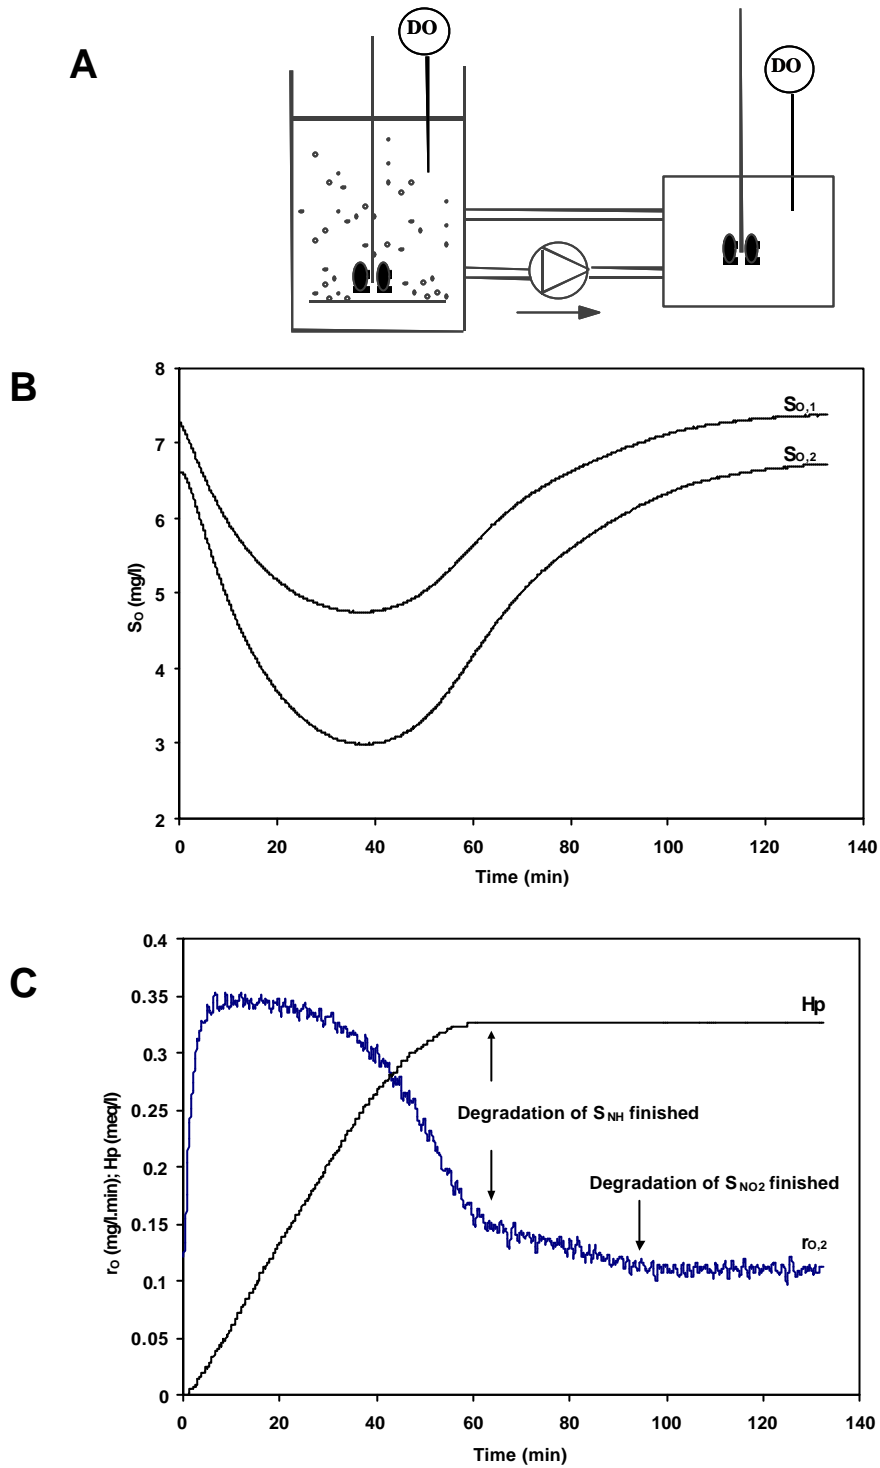 A
DO
DO
B
8
7
6
5
4
3
2
SO (mg/l)
SO,1
SO,2
0 20 40 60 80 100 120 140
Time (min)
C
0.4
0.35
0.3
0.25
0.2
0.15
0.1
0.05
0
rO (mg/l.min); Hp (meq/l)
Hp
Degradation of SNH finished
Degradation of SNO2 finished
rO,2
0 20 40 60 80 100 120 140
Time (min)